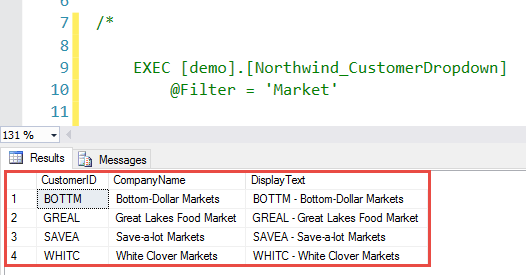 6
7 /*
8
9 EXEC [demo].[Northwind_CustomerDropdown]
10 @Filter = 'Market'
11
131 %
Results Messages
CustomerID CompanyName DisplayText
1 BOTTM Bottom-Dollar Markets BOTTM - Bottom-Dollar Markets
2 GREAL Great Lakes Food Market GREAL - Great Lakes Food Market
3 SAVEA Save-a-lot Markets SAVEA - Save-a-lot Markets
4 WHITC White Clover Markets WHITC - White Clover Markets